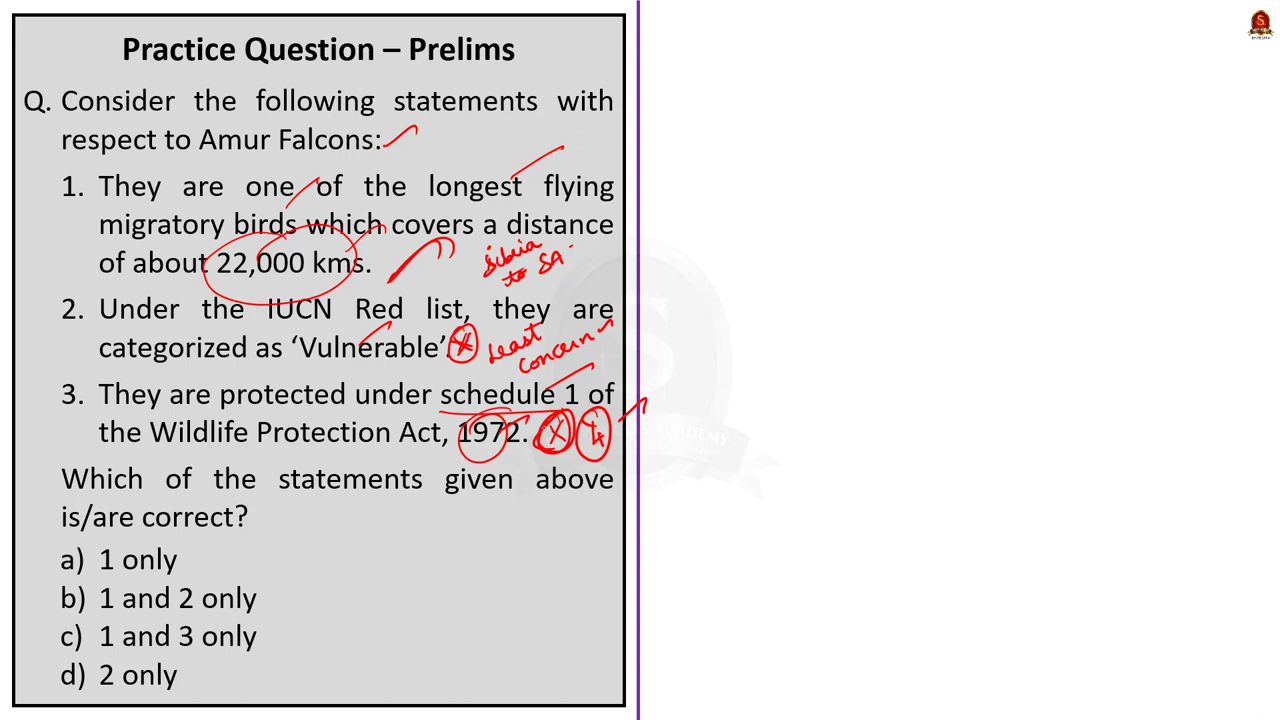 Practice Question – Prelims
Q. Consider the following statements with
respect to Amur Falcons:
1. They are one of the longest flying
migratory birds which covers a distance
of about 22,000 kms.
Siberia
to SA
2. Under the IUCN Red list, they are
categorized as ‘Vulnerable’.
Least
concern
3. They are protected under schedule 1 of
the Wildlife Protection Act, 1972.
4
Which of the statements given above
is/are correct?
a) 1 only
b) 1 and 2 only
c) 1 and 3 only
d) 2 only